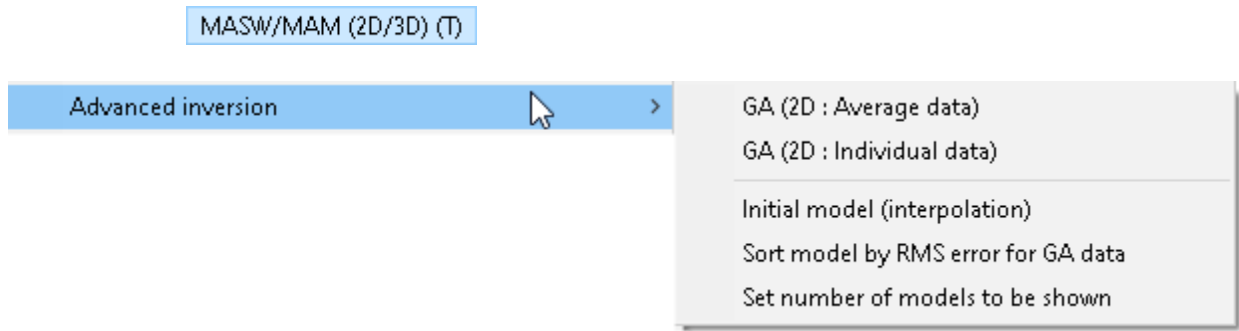 MASW/MAM (2D/3D) (T)
Advanced inversion
GA (2D : Average data)
GA (2D : Individual data)
Initial model (interpolation)
Sort model by RMS error for GA data
Set number of models to be shown